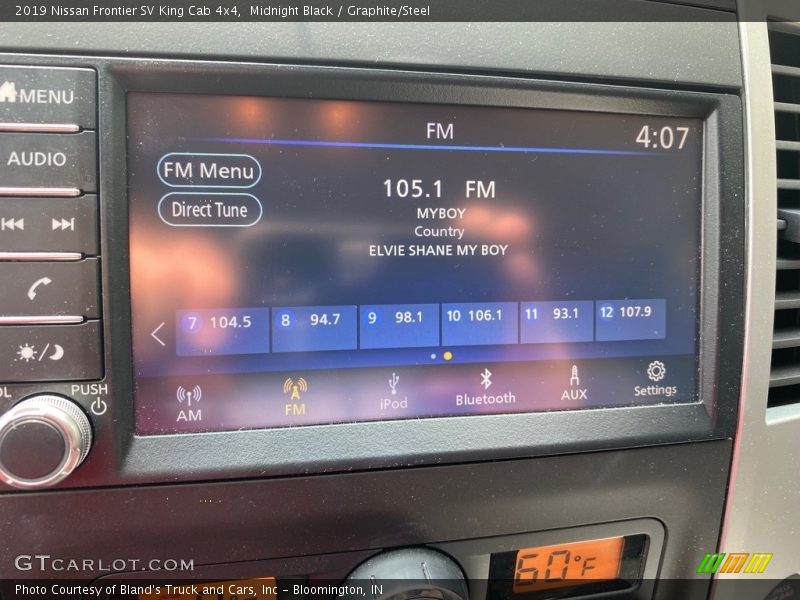 2019 Nissan Frontier SV King Cab 4x4,  Midnight Black / Graphite/Steel
MENU
AUDIO
FM
4:07
FM Menu
Direct Tune
105.1 FM
MYBOY
Country
ELVIE SHANE MY BOY
7 104.5
8 94.7
9 98.1
10 106.1
11 93.1
12 107.9
AM
FM
iPod
Bluetooth
AUX
Settings
OL
PUSH
60°F
GTCARLOT.COM
Photo Courtesy of Bland's Truck and Cars, Inc - Bloomington, IN